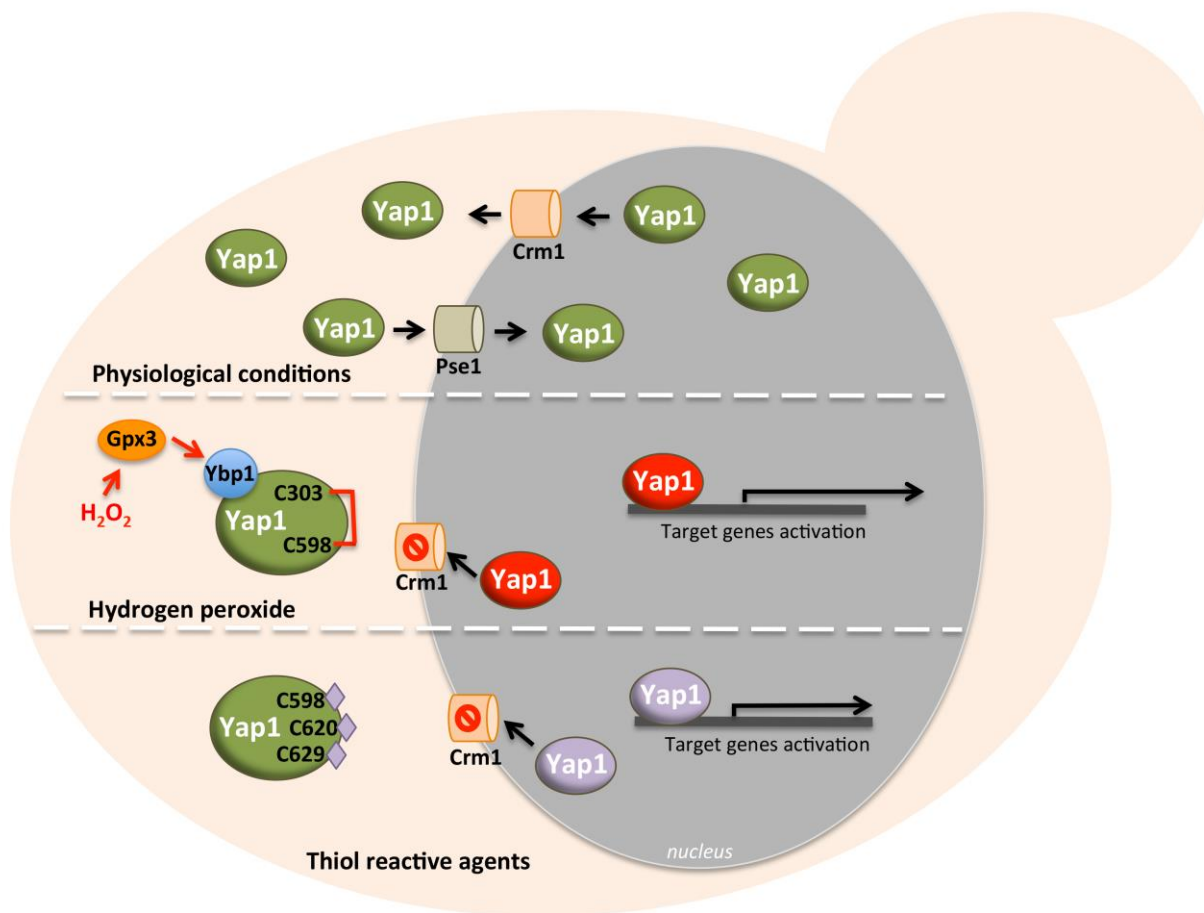 Yap1
Crm1
Yap1
Yap1
Yap1
Yap1
Pse1
Yap1
Physiological conditions
Gpx3
H₂O₂
Ybp1
C303
Yap1
C598
Crm1
Yap1
Yap1
Target genes activation
Hydrogen peroxide
C598
Yap1
C620
C629
Crm1
Yap1
Yap1
Target genes activation
Thiol reactive agents
nucleus